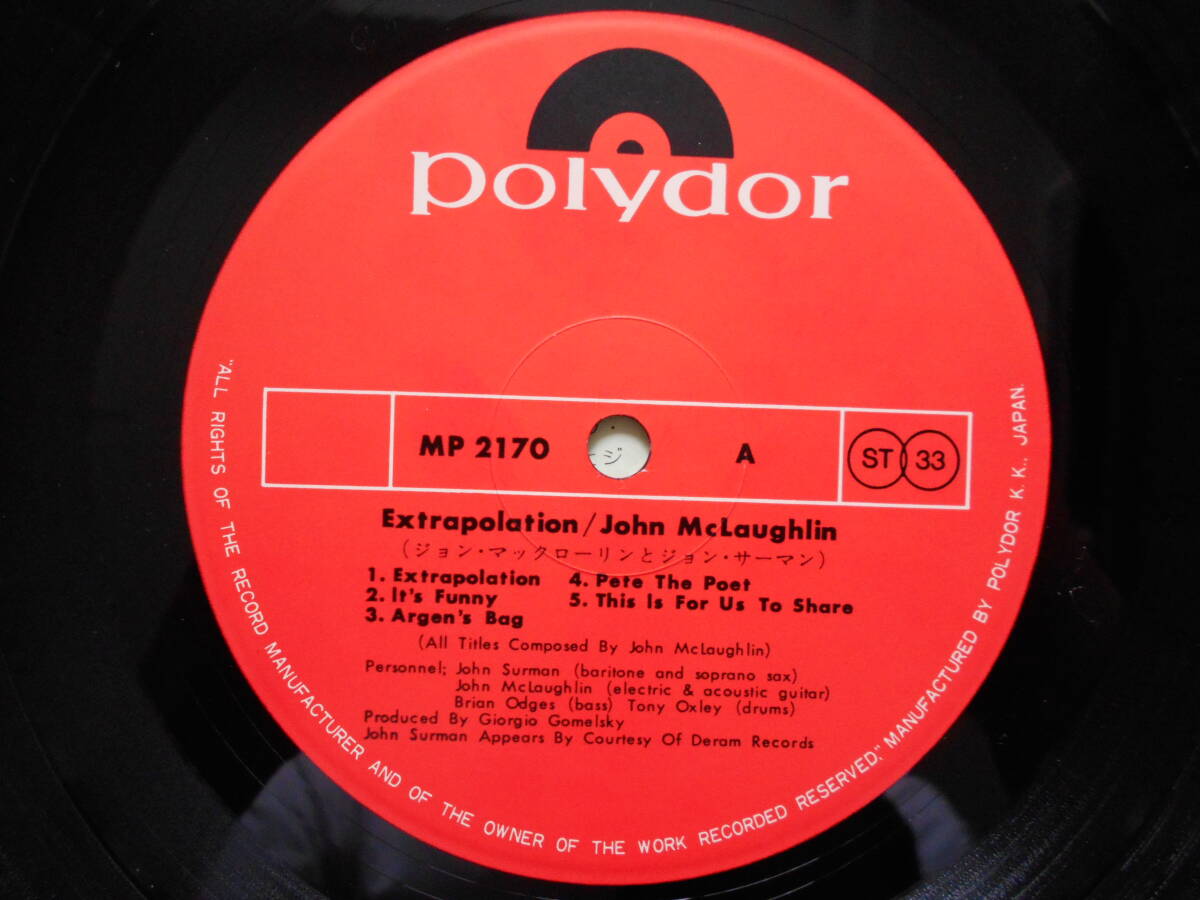 polydor
MP 2170 A ST 33
Extrapolation/John McLaughlin
(ジョン・マックローリンとジョン・サーマン)
1. Extrapolation 4. Pete The Poet
2. It's Funny 5. This Is For Us To Share
3. Argen's Bag
(All Titles Composed By John McLaughlin)
Personnel; John Surman (baritone and soprano sax)
John McLaughlin (electric & acoustic guitar)
Brian Odges (bass) Tony Oxley (drums)
Produced By Giorgio Gomelsky
John Surman Appears By Courtesy Of Deram Records
"ALL RIGHTS OF THE RECORD MANUFACTURER AND OF THE OWNER OF THE WORK RECORDED RESERVED," MANUFACTURED BY POLYDOR K.K., JAPAN.
ジ